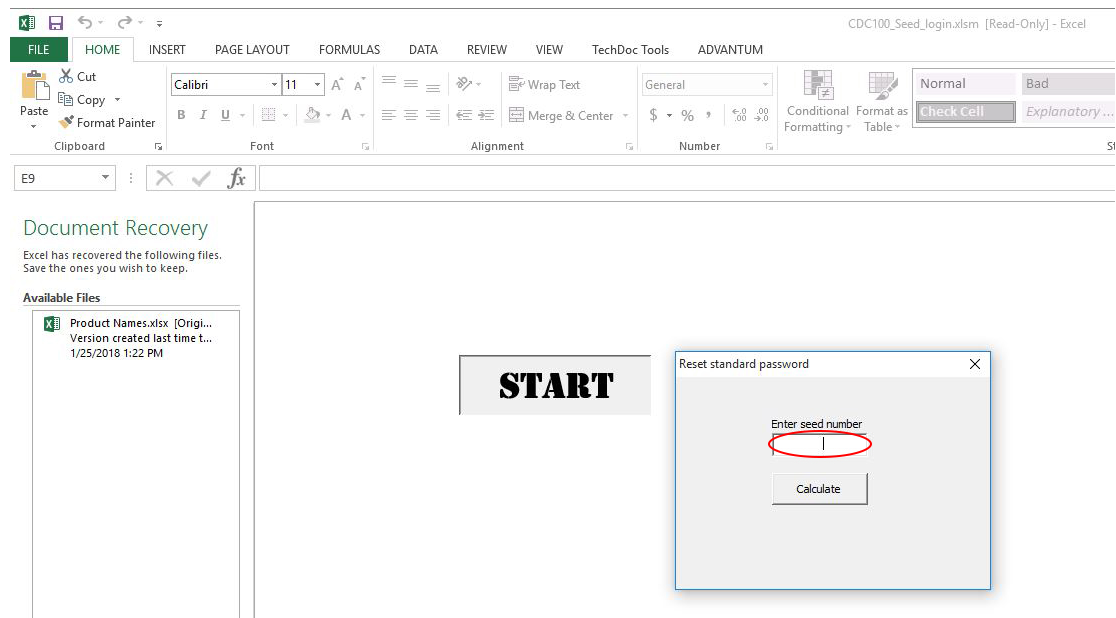 CDC100_Seed_login.xlsm [Read-Only] - Excel
FILE HOME INSERT PAGE LAYOUT FORMULAS DATA REVIEW VIEW TechDoc Tools ADVANTUM
Paste
Cut
Copy
Format Painter
Clipboard
Calibri 11
B I U
Font
Wrap Text
Merge & Center
Alignment
General
$ % ,
Number
Conditional
Formatting
Format as
Table
Normal Bad
Check Cell Explanatory ...
E9 fx
Document Recovery
Excel has recovered the following files.
Save the ones you wish to keep.
Available Files
Product Names.xlsx [Origi...
Version created last time t...
1/25/2018 1:22 PM
START
Reset standard password
Enter seed number
Calculate